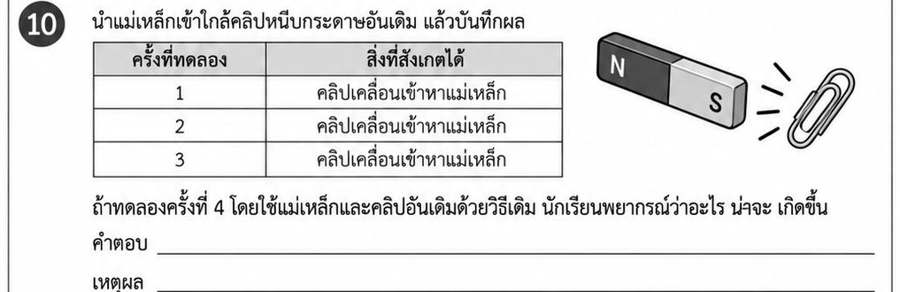 10 นำแม่เหล็กเข้าใกล้คลิปหนีบกระดาษอันเดิม แล้วบันทึกผล
ครั้งที่ทดลอง สิ่งที่สังเกตได้
1 คลิปเคลื่อนเข้าหาแม่เหล็ก
2 คลิปเคลื่อนเข้าหาแม่เหล็ก
3 คลิปเคลื่อนเข้าหาแม่เหล็ก
N
S
ถ้าทดลองครั้งที่ 4 โดยใช้แม่เหล็กและคลิปอันเดิมด้วยวิธีเดิม นักเรียนพยากรณ์ว่าอะไร น่าจะ เกิดขึ้น
คำตอบ
เหตุผล